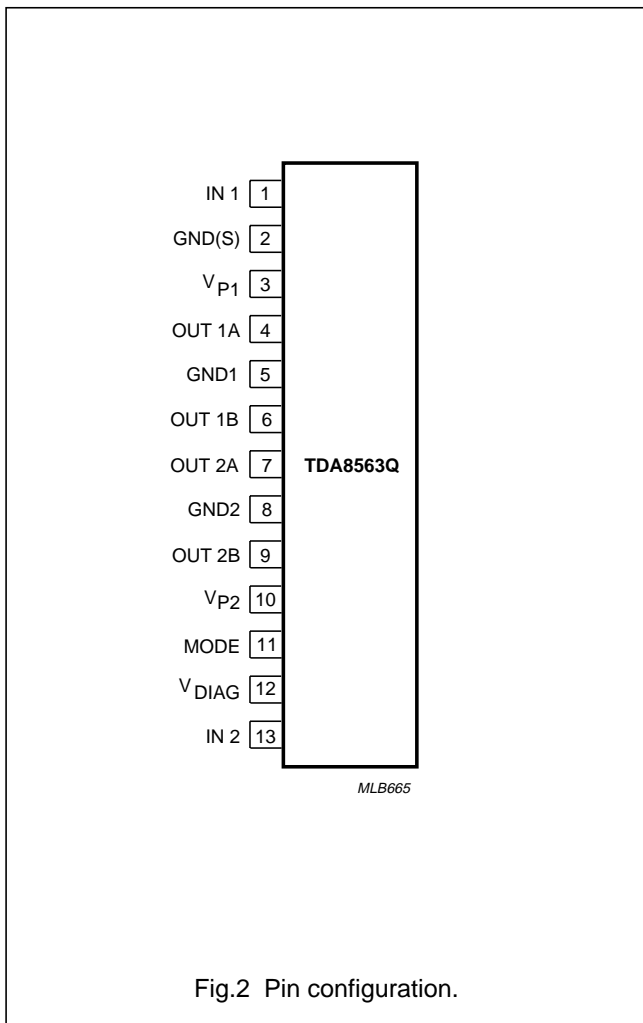 IN 1 1
GND(S) 2
VP1 3
OUT 1A 4
GND1 5
OUT 1B 6
OUT 2A 7 TDA8563Q
GND2 8
OUT 2B 9
VP2 10
MODE 11
VDIAG 12
IN 2 13
MLB665
Fig.2 Pin configuration.